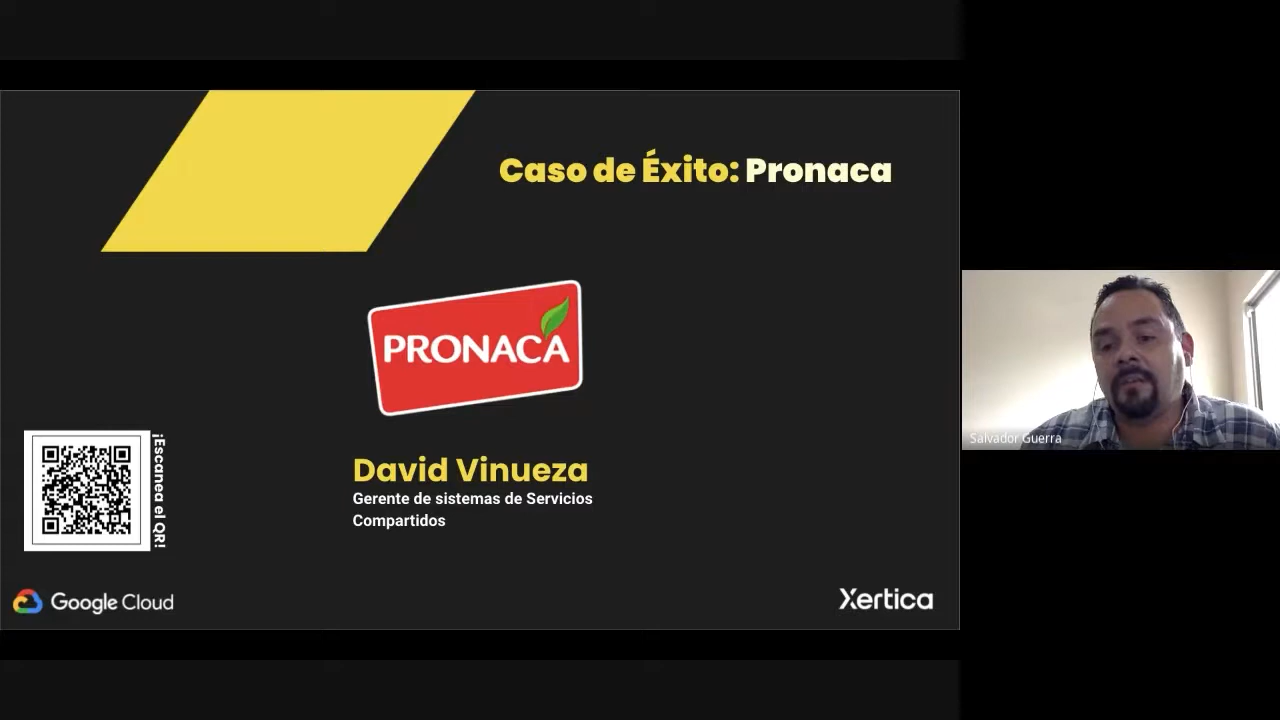 Caso de Éxito: Pronaca
PRONACA
David Vinueza
Gerente de sistemas de Servicios
Compartidos
¡Escanea el QR!
Google Cloud
Xertica
Salvador Guerra